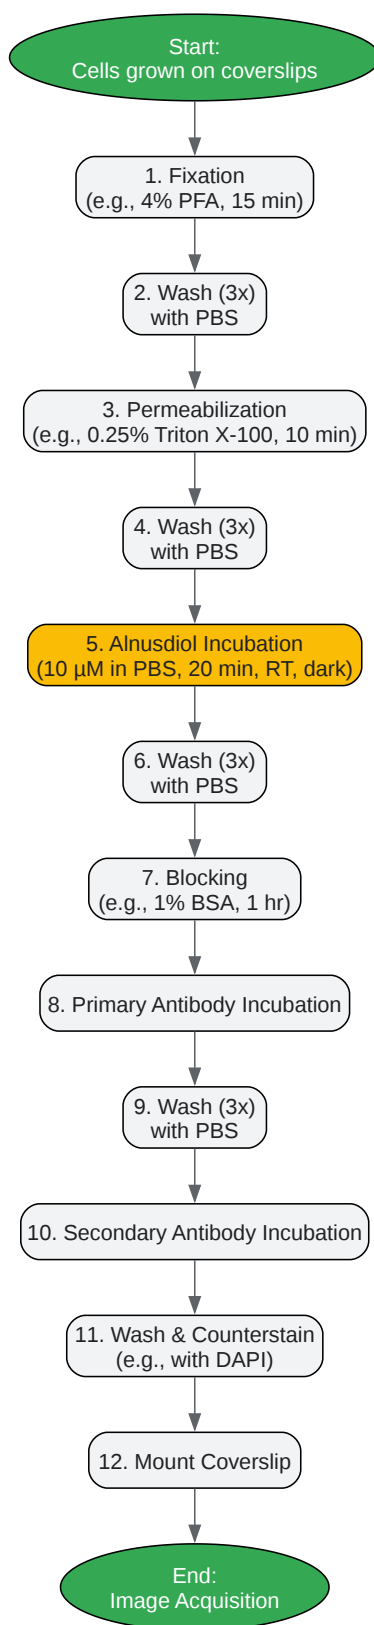 Start:
Cells grown on coverslips
1. Fixation
(e.g., 4% PFA, 15 min)
2. Wash (3x)
with PBS
3. Permeabilization
(e.g., 0.25% Triton X-100, 10 min)
4. Wash (3x)
with PBS
5. Alnusdiol Incubation
(10 µM in PBS, 20 min, RT, dark)
6. Wash (3x)
with PBS
7. Blocking
(e.g., 1% BSA, 1 hr)
8. Primary Antibody Incubation
9. Wash (3x)
with PBS
10. Secondary Antibody Incubation
11. Wash & Counterstain
(e.g., with DAPI)
12. Mount Coverslip
End:
Image Acquisition